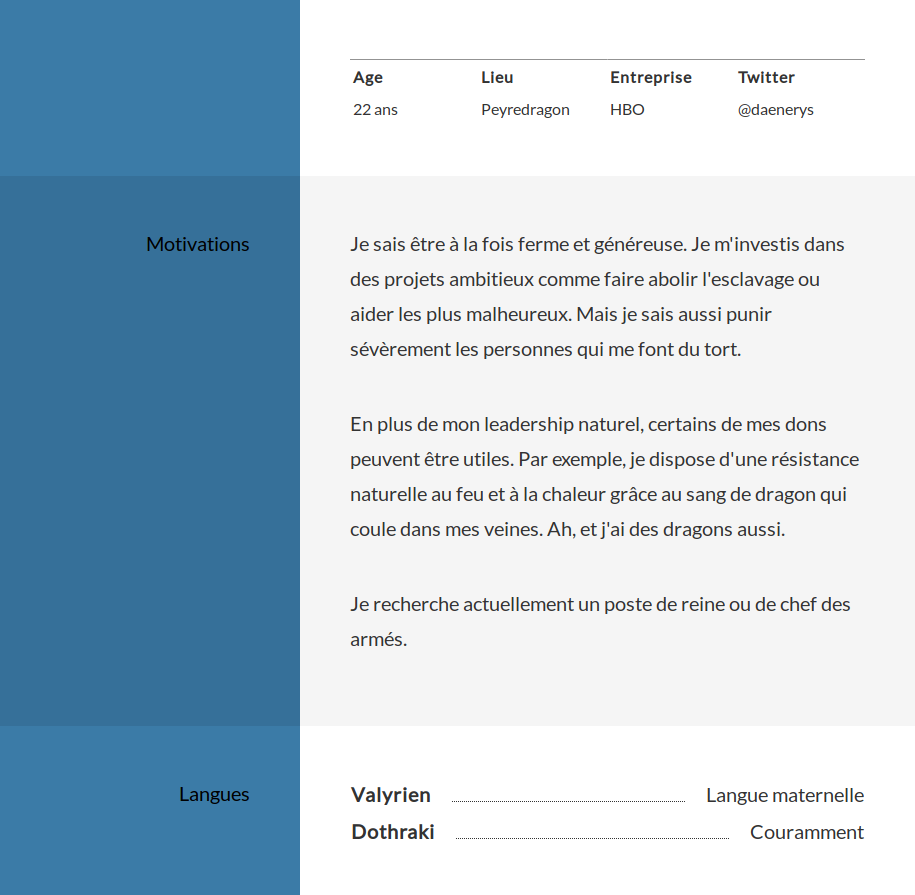 Age Lieu Entreprise Twitter
22 ans Peyredragon HBO @daenerys
Motivations
Je sais être à la fois ferme et généreuse. Je m'investis dans
des projets ambitieux comme faire abolir l'esclavage ou
aider les plus malheureux. Mais je sais aussi punir
sévèrement les personnes qui me font du tort.
En plus de mon leadership naturel, certains de mes dons
peuvent être utiles. Par exemple, je dispose d'une résistance
naturelle au feu et à la chaleur grâce au sang de dragon qui
coule dans mes veines. Ah, et j'ai des dragons aussi.
Je recherche actuellement un poste de reine ou de chef des
armés.
Langues
Valyrien Langue maternelle
Dothraki Couramment